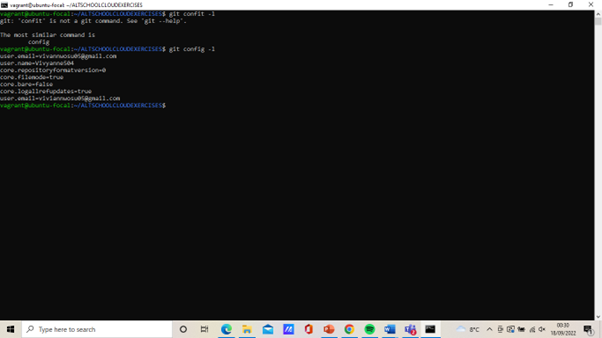 vagrant@ubuntu-focal: ~/ALTSCHOOLCLOUDEXERCISES
vagrant@ubuntu-focal:~/ALTSCHOOLCLOUDEXERCISES$ git confit -l
git: 'confit' is not a git command. See 'git --help'.
The most similar command is
config
vagrant@ubuntu-focal:~/ALTSCHOOLCLOUDEXERCISES$ git config -l
user.email=vivannuosu05@gmail.com
user.name=Vivyanne504
core.repositoryformatversion=0
core.filemode=true
core.bare=false
core.logallrefupdates=true
user.email=viviannuosu05@gmail.com
vagrant@ubuntu-focal:~/ALTSCHOOLCLOUDEXERCISES$
Type here to search
8°C
00:30
18/09/2022